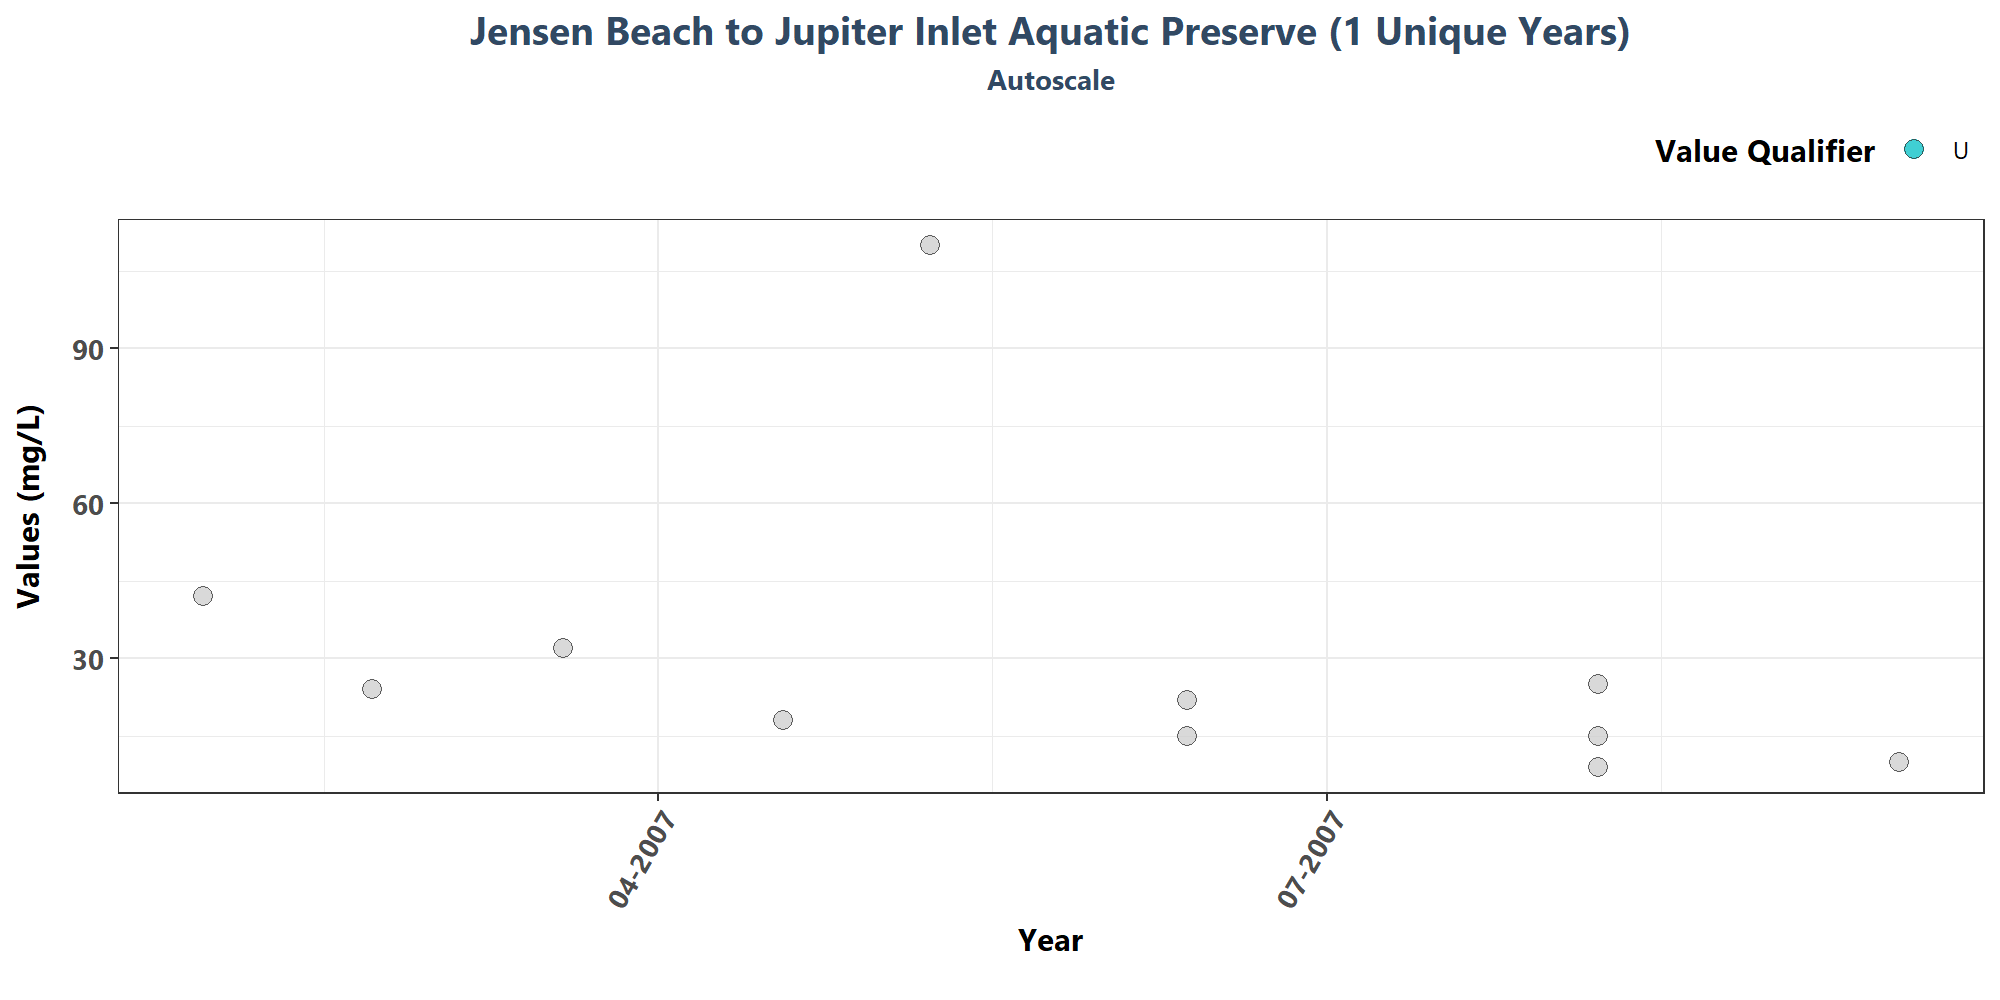 Jensen Beach to Jupiter Inlet Aquatic Preserve (1 Unique Years)
Autoscale
Value Qualifier U
Values (mg/L)
90
60
30
04-2007
07-2007
Year